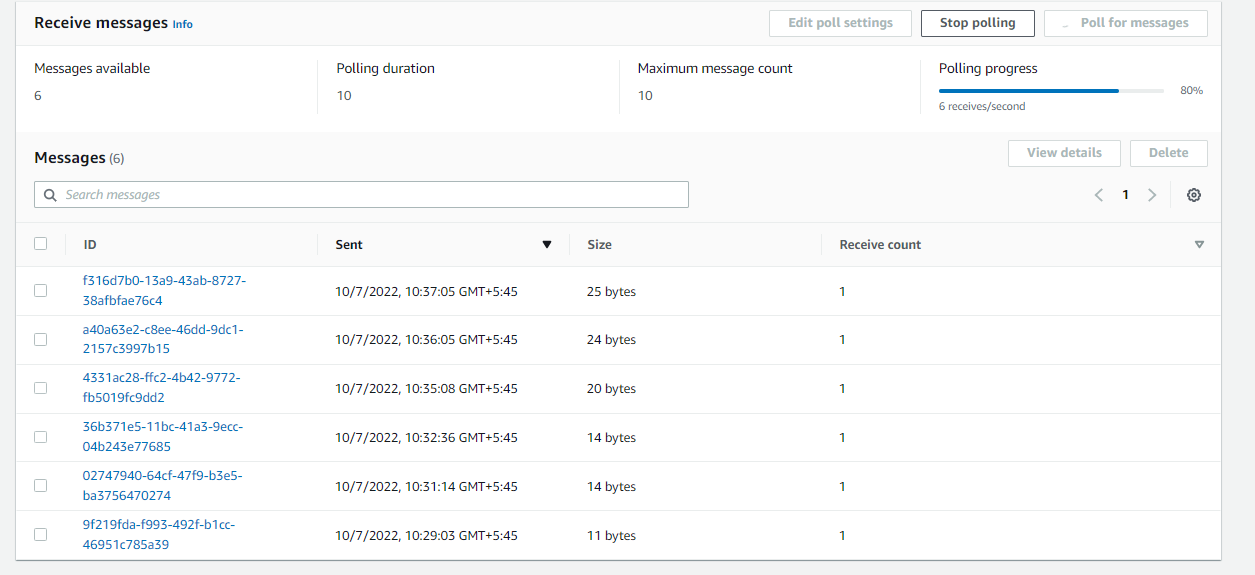 Receive messages Info
Edit poll settings
Stop polling
Poll for messages
Messages available
Polling duration
Maximum message count
Polling progress
6
10
10
80%
6 receives/second
Messages (6)
View details
Delete
Search messages
1
ID
Sent
Size
Receive count
f316d7b0-13a9-43ab-8727-
38afbfae76c4
10/7/2022, 10:37:05 GMT+5:45
25 bytes
1
a40a63e2-c8ee-46dd-9dc1-
2157c3997b15
10/7/2022, 10:36:05 GMT+5:45
24 bytes
1
4331ac28-ffc2-4b42-9772-
fb5019fc9dd2
10/7/2022, 10:35:08 GMT+5:45
20 bytes
1
36b371e5-11bc-41a3-9ecc-
04b243e77685
10/7/2022, 10:32:36 GMT+5:45
14 bytes
1
02747940-64cf-47f9-b3e5-
ba3756470274
10/7/2022, 10:31:14 GMT+5:45
14 bytes
1
9f219fda-f993-492f-b1cc-
46951c785a39
10/7/2022, 10:29:03 GMT+5:45
11 bytes
1